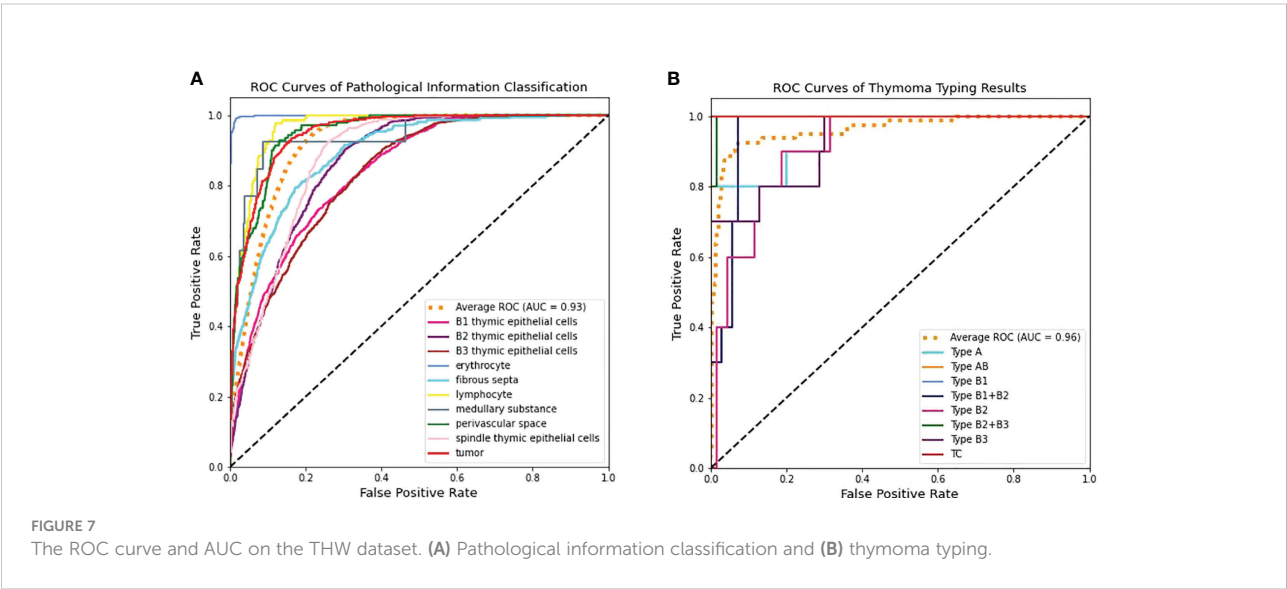 A
ROC Curves of Pathological Information Classification
True Positive Rate
1.0
0.8
0.6
0.4
0.2
0.0
Average ROC (AUC = 0.93)
B1 thymic epithelial cells
B2 thymic epithelial cells
B3 thymic epithelial cells
erythrocyte
fibrous septa
lymphocyte
medullary substance
perivascular space
spindle thymic epithelial cells
tumor
0.0 0.2 0.4 0.6 0.8 1.0
False Positive Rate
B
ROC Curves of Thymoma Typing Results
True Positive Rate
1.0
0.8
0.6
0.4
0.2
0.0
Average ROC (AUC = 0.96)
Type A
Type AB
Type B1
Type B1+B2
Type B2
Type B2+B3
Type B3
TC
0.0 0.2 0.4 0.6 0.8 1.0
False Positive Rate
FIGURE 7
The ROC curve and AUC on the THW dataset. (A) Pathological information classification and (B) thymoma typing.